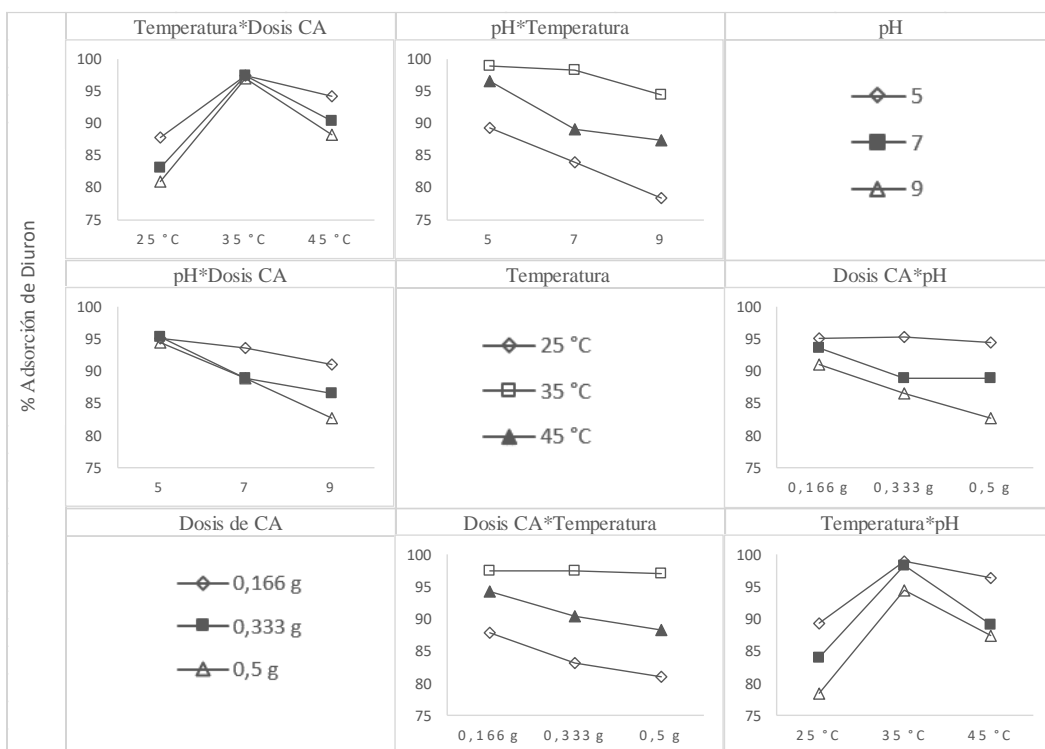 % Adsorción de Diuron
Temperatura*Dosis CA
100
95
90
85
80
75
25 °C 35 °C 45 °C
pH*Temperatura
100
95
90
85
80
75
5 7 9
pH
5
7
9
pH*Dosis CA
100
95
90
85
80
75
5 7 9
Temperatura
25 °C
35 °C
45 °C
Dosis CA*pH
100
95
90
85
80
75
0,166 g 0,333 g 0,5 g
Dosis de CA
0,166 g
0,333 g
0,5 g
Dosis CA*Temperatura
100
95
90
85
80
75
0,166 g 0,333 g 0,5 g
Temperatura*pH
100
95
90
85
80
75
25 °C 35 °C 45 °C